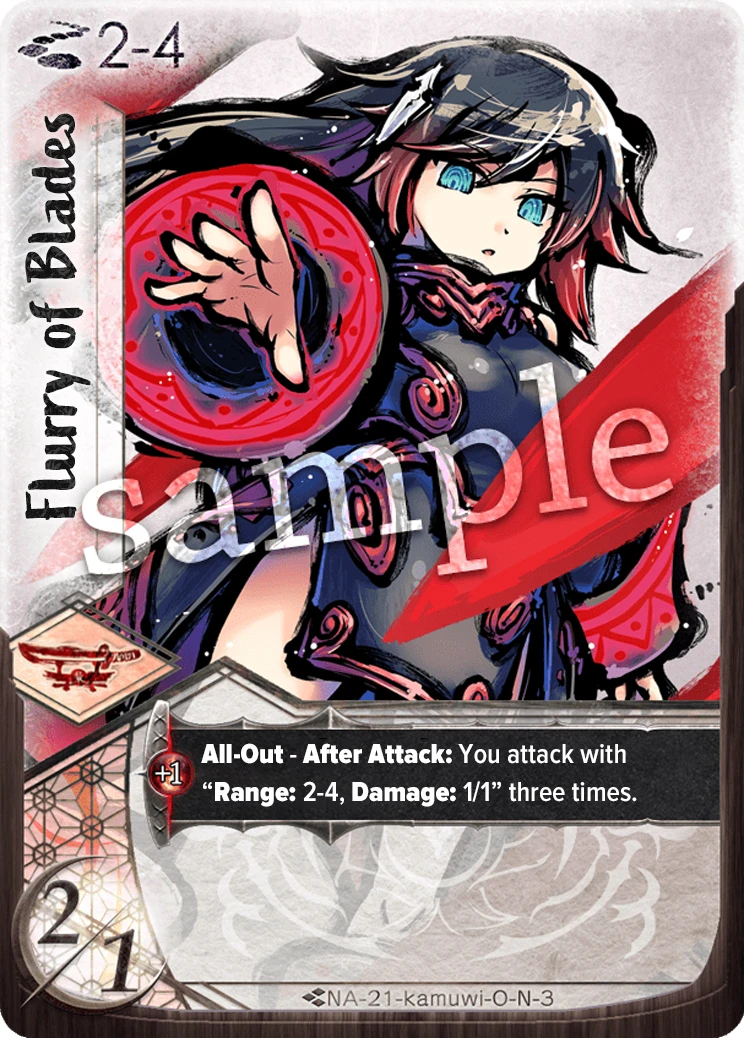 2-4
Flurry of Blades
sample
+1
All-Out - After Attack: You attack with
“Range: 2-4, Damage: 1/1” three times.
2/1
NA-21-kamuwi-O-N-3